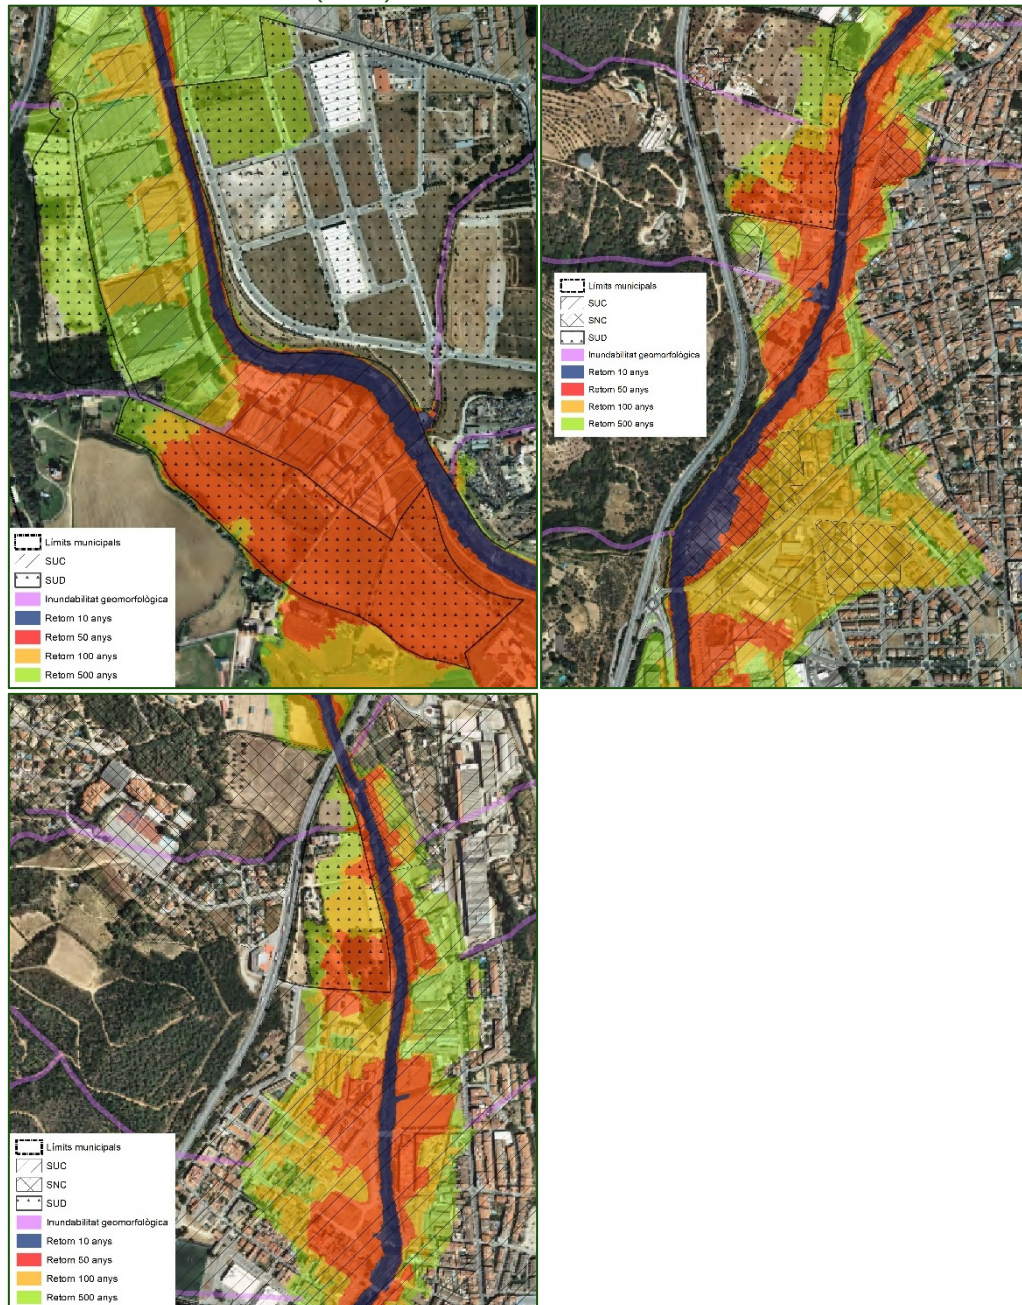 Límits municipals
SUC
SUD
Inundabilitat geomorfològica
Retorn 10 anys
Retorn 50 anys
Retorn 100 anys
Retorn 500 anys
Límits municipals
SUC
SNC
SUD
Inundabilitat geomorfològica
Retorn 10 anys
Retorn 50 anys
Retorn 100 anys
Retorn 500 anys
Límits municipals
SUC
SNC
SUD
Inundabilitat geomorfològica
Retorn 10 anys
Retorn 50 anys
Retorn 100 anys
Retorn 500 anys